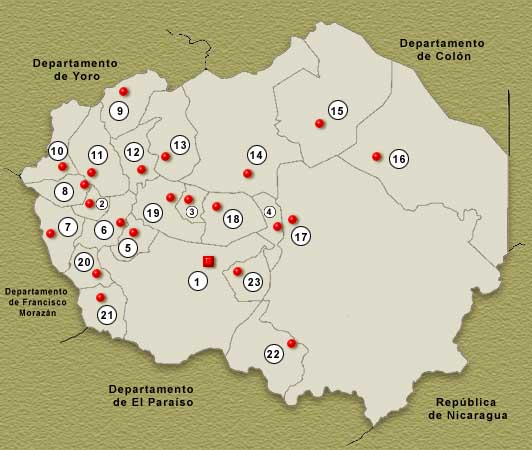 Departamento
de Colón
Departamento
de Yoro
9
15
10
11
12
13
14
16
8
2
19
3
18
4
7
6
5
17
20
1
23
Departamento
de Francisco
Morazán
21
22
Departamento
de El Paraíso
República
de Nicaragua